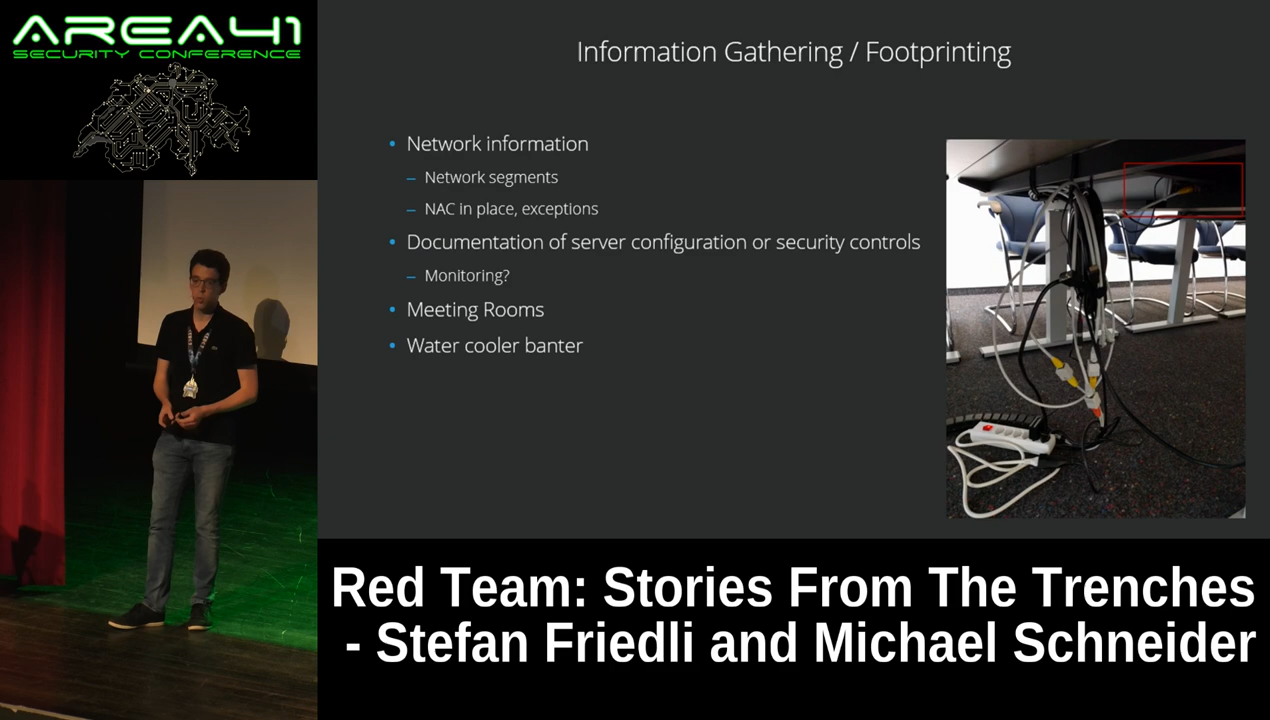 AREA41
SECURITY CONFERENCE
Information Gathering / Footprinting
• Network information
– Network segments
– NAC in place, exceptions
• Documentation of server configuration or security controls
– Monitoring?
• Meeting Rooms
• Water cooler banter
Red Team: Stories From The Trenches
- Stefan Friedli and Michael Schneider